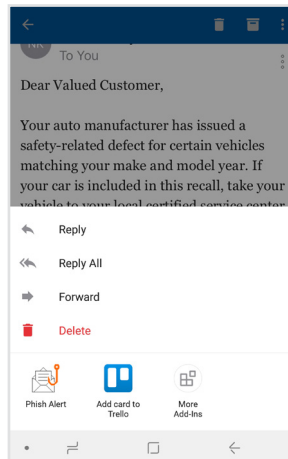 To You
Dear Valued Customer,
Your auto manufacturer has issued a
safety-related defect for certain vehicles
matching your make and model year. If
your car is included in this recall, take your
vehicle to your local certified service center
Reply
Reply All
Forward
Delete
Phish Alert
Add card to
Trello
More
Add-Ins